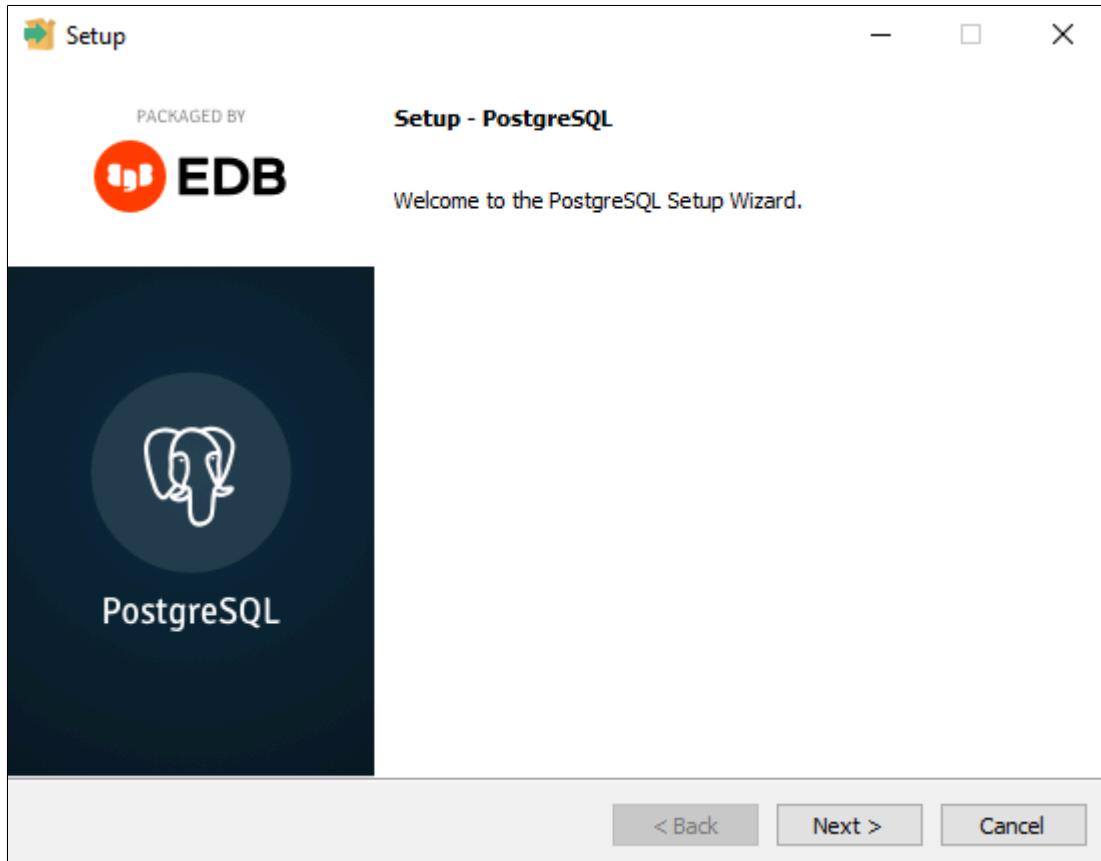 Setup
PACKAGED BY
EDB
Setup - PostgreSQL
Welcome to the PostgreSQL Setup Wizard.
PostgreSQL
< Back
Next >
Cancel